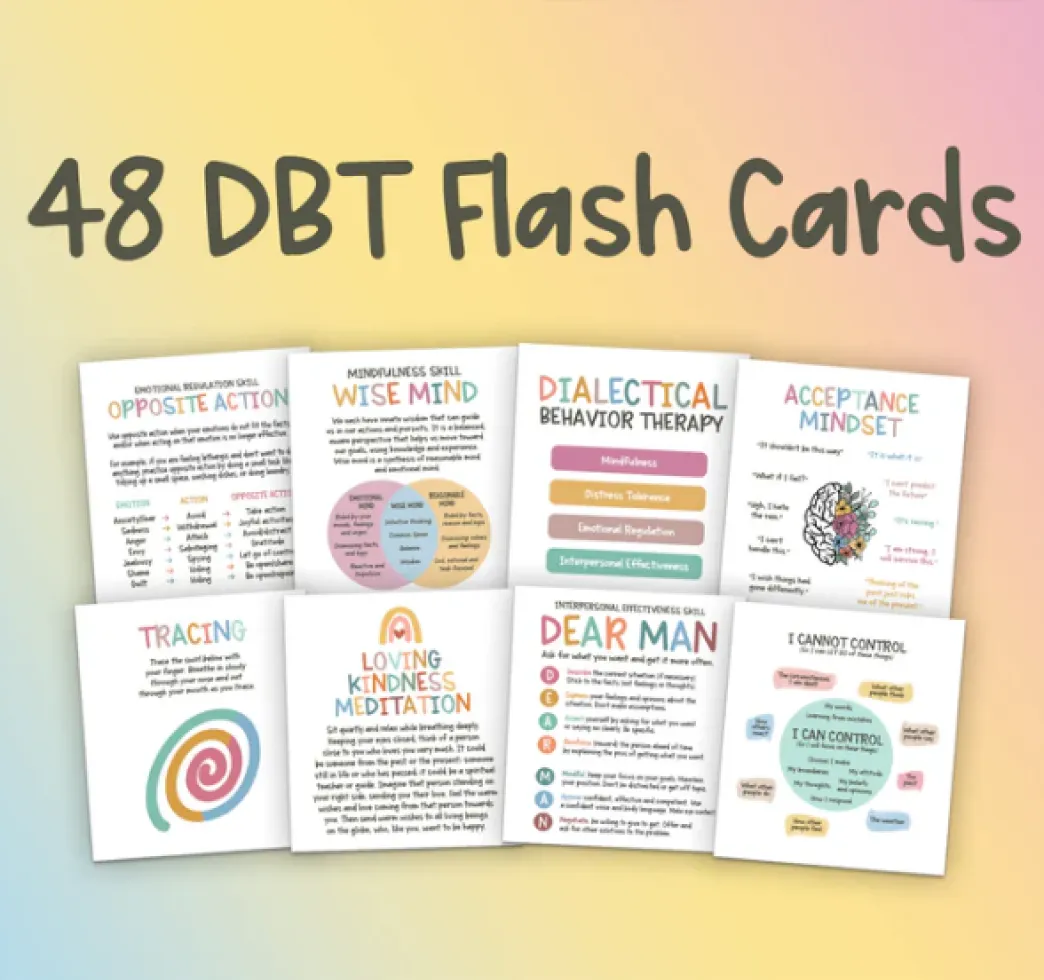 48 DBT Flash Cards
EMOTIONAL REGULATION SKILL
OPPOSITE ACTION
Use opposite action when your emotions do not fit the facts
and/or when acting on that emotion is no longer effective.
For example, if you are feeling lethargic and don't want to
anything, practice opposite action by doing a small task like
tidying up a small space, washing dishes, or doing laundry.
EMOTION ACTION OPPOSITE ACTIO
Anxiety/fear → Avoid → Take action
Sadness → Withdrawal → Joyful activities
Anger → Attack →
Envy → Sabotaging → Gratitude
Jealousy → Spying → Let go of
Shame → Hiding →
Guilt → Hiding →
MINDFULNESS SKILL
WISE MIND
We each have innate wisdom that can guide
us in our actions and pursuits. It is a balanced,
aware perspective that helps us move toward
our goals, using knowledge and experience.
Wise mind is a synthesis of reasonable mind
and emotional mind.
EMOTIONAL
MIND
Ruled by your
moods, feelings
and urges
Dismissing facts
and logic
Reactive and
impulsive
WISE MIND
Intuitive thinking
Common Sense
Balance
Wisdom
REASONABLE
MIND
Ruled by facts,
reason and logic
Dismissing values
and feelings
Cool, rational and
task-focused
DIALECTICAL
BEHAVIOR THERAPY
Mindfulness
Distress Tolerance
Emotional Regulation
Interpersonal Effectiveness
ACCEPTANCE
MINDSET
"It shouldn't be this way"
"It is what it is"
"What if I fail?"
"I can't predict
the future"
"Ugh, I hate
the rain."
"It's raining"
"I can't
handle this."
"I am strong, I
will survive this."
"I wish things had
gone differently."
"Thinking of the
past just robs
me of the present"
TRACING
Trace the swirl below with
your finger. Breathe in slowly
through your nose and out
through your mouth as you trace.
LOVING
KINDNESS
MEDITATION
Sit quietly and relax while breathing deeply.
Keeping your eyes closed, think of a person
close to you who loves you very much. It could
be someone from the past or the present; someone
still in life or who has passed; it could be a spiritual
teacher or guide. Imagine that person standing on
your right side, sending you their love. Feel the warm
wishes and love coming from that person towards
you. Then send warm wishes to all living beings
on the globe, who, like you, want to be happy.
INTERPERSONAL EFFECTIVENESS SKILL
DEAR MAN
Ask for what you want and get it more often.
D Describe the current situation (if necessary)
Stick to the facts, not feelings or thoughts.
E Express your feelings and opinions about the
situation. Don't make assumptions.
A Assert yourself by asking for what you want
or saying no clearly. Be specific.
R Reinforce (reward) the person ahead of time
by explaining the pros of getting what you want.
M Mindful: keep your focus on your goals. Maintain
your position. Don't be distracted or get off topic.
A Appear confident, effective and competent. Use
a confident voice and body language. Make eye contact
N Negotiate: be willing to give to get. Offer and
ask for other solutions to the problem.
I CANNOT CONTROL
(So I can LET GO of these things)
The circumstances
I am dealt
What other
people think
How
others
react
What other
people say
What other
people do
The
past
How other
people feel
The weather
My words
Learning from mistakes
I CAN CONTROL
(So I will focus on these things)
Choices I make
My boundaries My attitude
My thoughts My beliefs
and opinions
How I respond